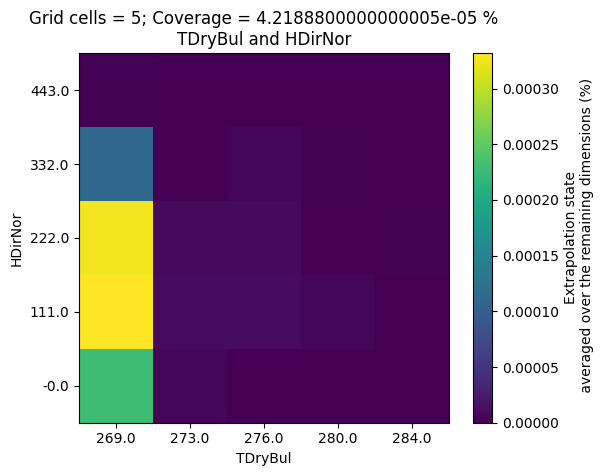 Grid cells = 5; Coverage = 4.2188800000000005e-05 %
TDryBul and HDirNor
443.0
332.0
222.0
111.0
-0.0
HDirNor
269.0
273.0
276.0
280.0
284.0
TDryBul
0.00030
0.00025
0.00020
0.00015
0.00010
0.00005
0.00000
Extrapolation state
averaged over the remaining dimensions (%)